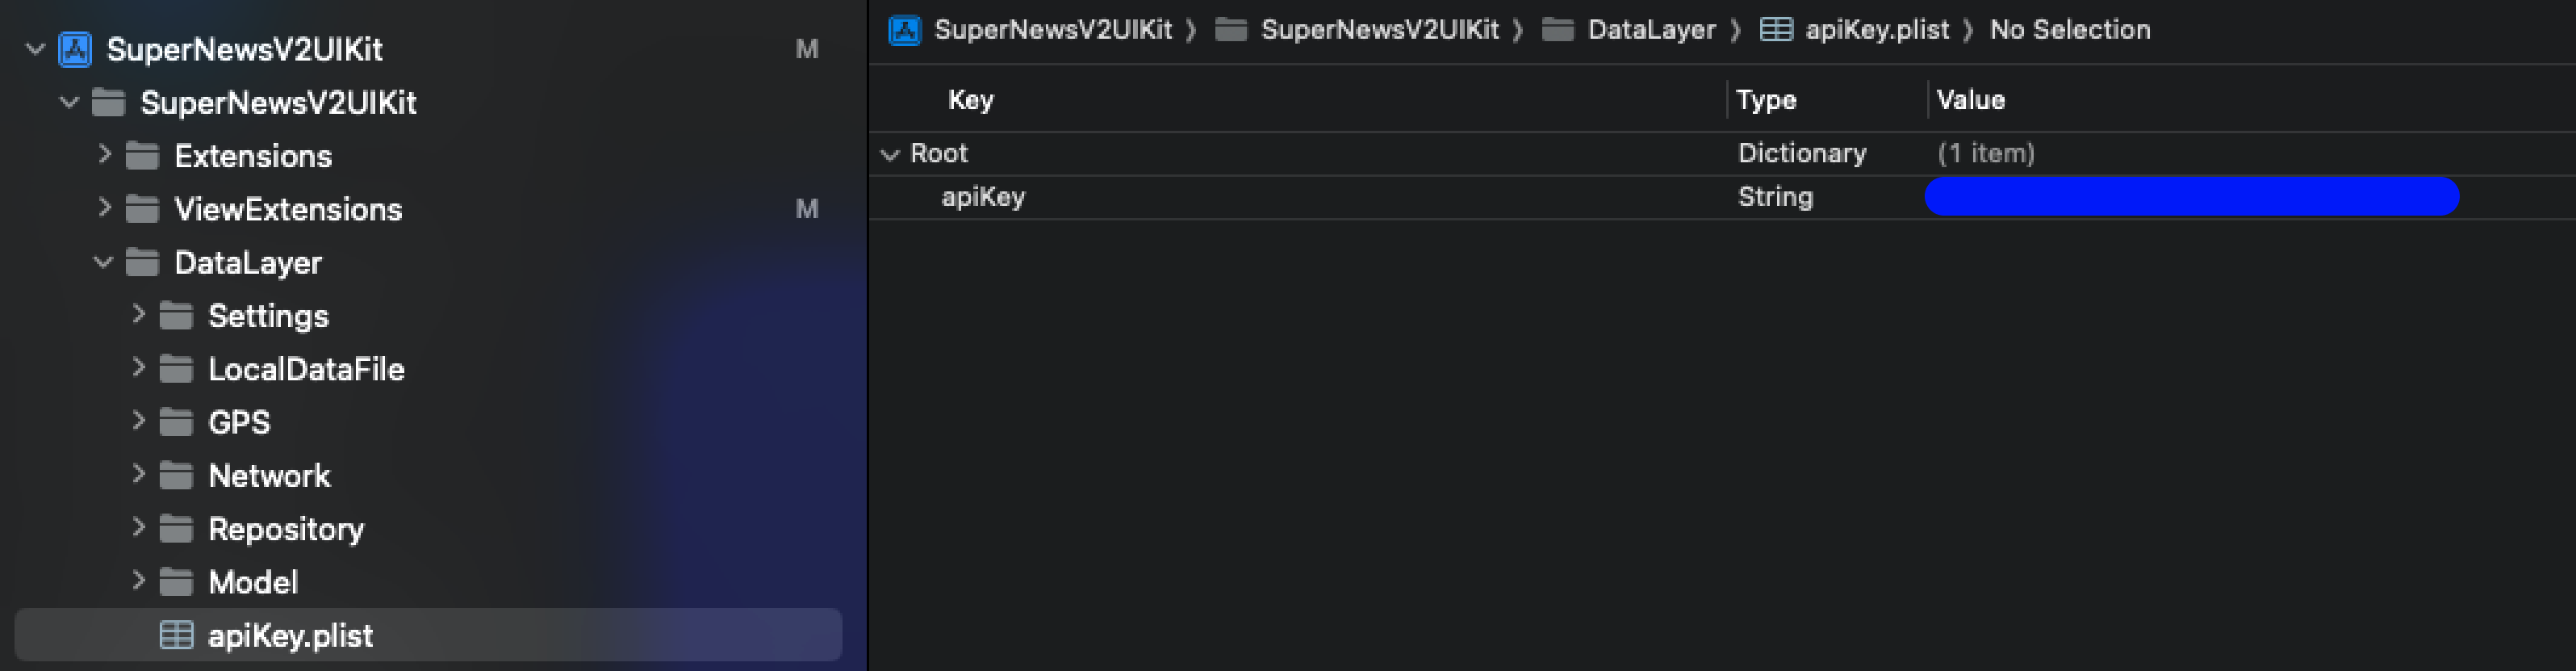 SuperNewsV2UIKit M
SuperNewsV2UIKit
Extensions
ViewExtensions M
DataLayer
Settings
LocalDataFile
GPS
Network
Repository
Model
apiKey.plist
SuperNewsV2UIKit ⟩ SuperNewsV2UIKit ⟩ DataLayer ⟩ apiKey.plist ⟩ No Selection
Key Type Value
Root Dictionary (1 item)
apiKey String